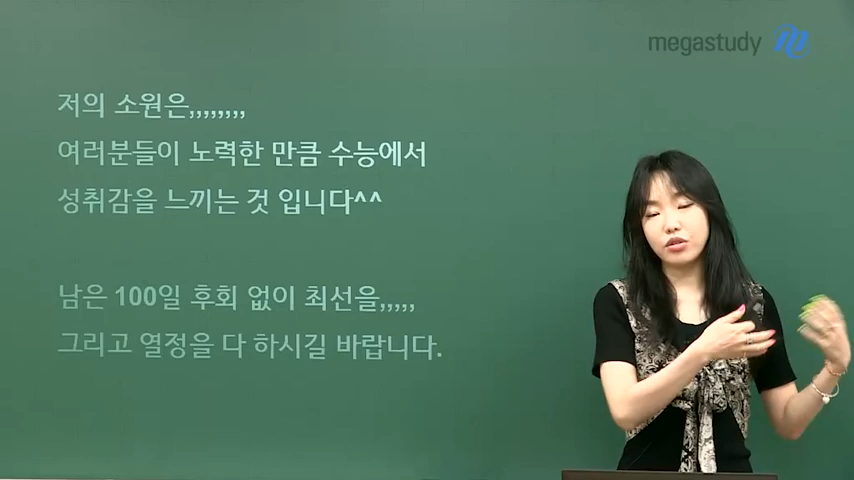 megastudy
저의 소원은,,,,,,,,
여러분들이 노력한 만큼 수능에서
성취감을 느끼는 것 입니다^^
남은 100일 후회 없이 최선을,,,,,
그리고 열정을 다 하시길 바랍니다.